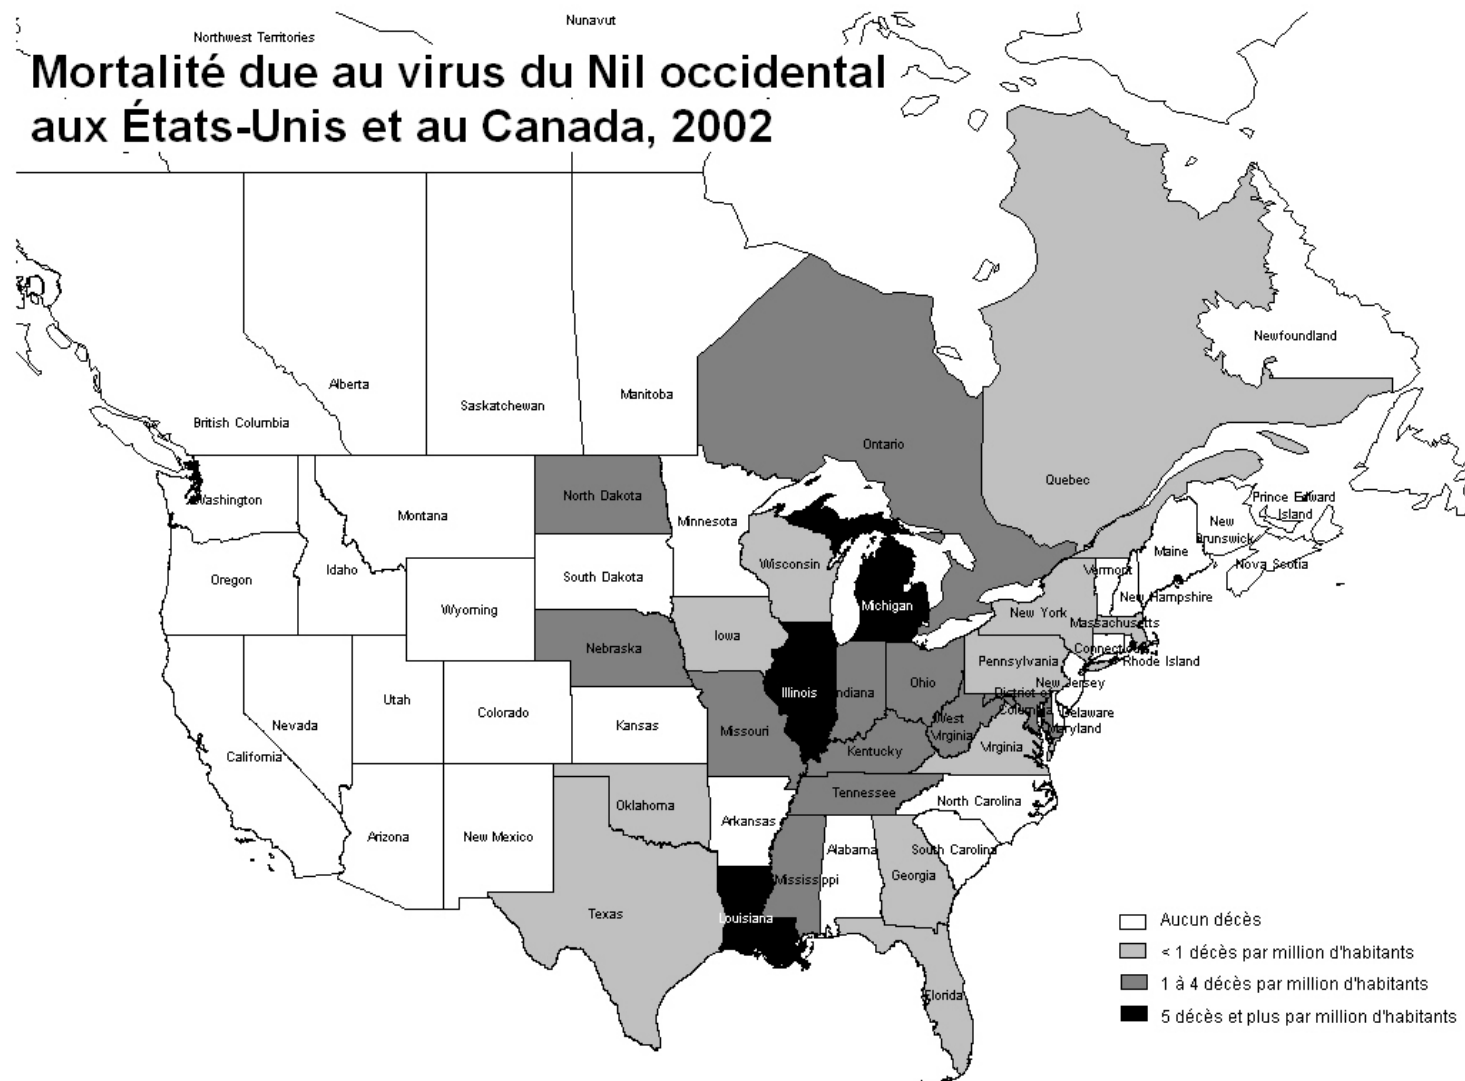 Nunavut
Northwest Territories
Mortalité due au virus du Nil occidental
aux États-Unis et au Canada, 2002
Newfoundland
Alberta
Manitoba
Saskatchewan
British Columbia
Ontario
Quebec
Washington
North Dakota
Prince Edward
Island
Montana
Minnesota
New
Brunswick
Maine
Wisconsin
Nova Scotia
Idaho
Vermont
Oregon
South Dakota
New Hampshire
Wyoming
Michigan
New York
Massachusetts
Iowa
Nebraska
Connecticut
Pennsylvania
Rhode Island
Illinois
Indiana
Ohio
New Jersey
District of
Columbia
Utah
Colorado
Delaware
Nevada
Kansas
Missouri
West
Virginia
Maryland
California
Kentucky
Virginia
Tennessee
Oklahoma
North Carolina
Arkansas
Arizona
New Mexico
Alabama
South Carolina
Mississippi
Georgia
Texas
Louisiana
Florida
Aucun décès
< 1 décès par million d'habitants
1 à 4 décès par million d'habitants
5 décès et plus par million d'habitants